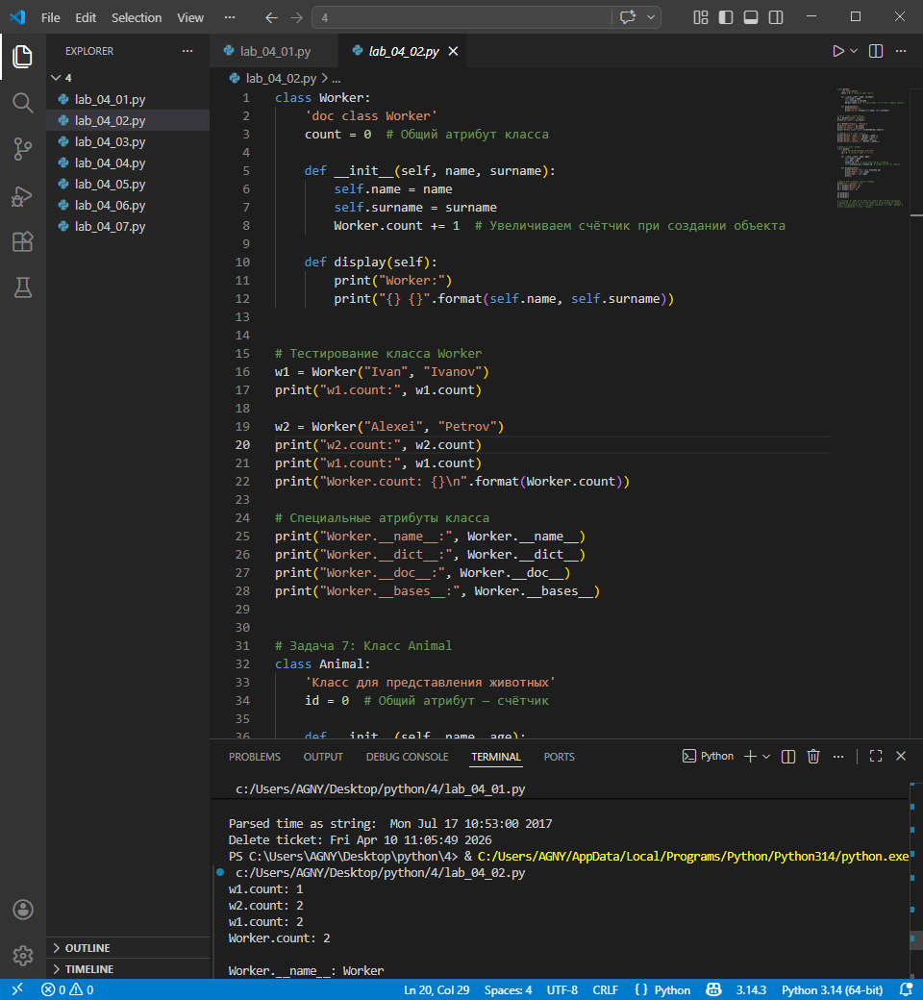 File Edit Selection View ··· 4
EXPLORER ···
4
lab_04_01.py
lab_04_02.py
lab_04_03.py
lab_04_04.py
lab_04_05.py
lab_04_06.py
lab_04_07.py
OUTLINE
TIMELINE
lab_04_01.py lab_04_02.py
lab_04_02.py > ...
1 class Worker:
2 'doc class Worker'
3 count = 0 # Общий атрибут класса
4
5 def __init__(self, name, surname):
6 self.name = name
7 self.surname = surname
8 Worker.count += 1 # Увеличиваем счётчик при создании объекта
9
10 def display(self):
11 print("Worker:")
12 print("{} {}".format(self.name, self.surname))
13
14
15 # Тестирование класса Worker
16 w1 = Worker("Ivan", "Ivanov")
17 print("w1.count:", w1.count)
18
19 w2 = Worker("Alexei", "Petrov")
20 print("w2.count:", w2.count)
21 print("w1.count:", w1.count)
22 print("Worker.count: {}\n".format(Worker.count))
23
24 # Специальные атрибуты класса
25 print("Worker.__name__:", Worker.__name__)
26 print("Worker.__dict__:", Worker.__dict__)
27 print("Worker.__doc__:", Worker.__doc__)
28 print("Worker.__bases__:", Worker.__bases__)
29
30
31 # Задача 7: Класс Animal
32 class Animal:
33 'Класс для представления животных'
34 id = 0 # Общий атрибут — счётчик
35
36 def __init__(self, name, age):
PROBLEMS OUTPUT DEBUG CONSOLE TERMINAL PORTS Python
c:/Users/AGNY/Desktop/python/4/lab_04_01.py
Parsed time as string:  Mon Jul 17 10:53:00 2017
Delete ticket: Fri Apr 10 11:05:49 2026
PS C:\Users\AGNY\Desktop\python\4> & C:/Users/AGNY/AppData/Local/Programs/Python/Python314/python.exe
c:/Users/AGNY/Desktop/python/4/lab_04_02.py
w1.count: 1
w2.count: 2
w1.count: 2
Worker.count: 2
Worker.__name__: Worker
0 0 Ln 20, Col 29 Spaces: 4 UTF-8 CRLF { } Python 3.14.3 Python 3.14 (64-bit)